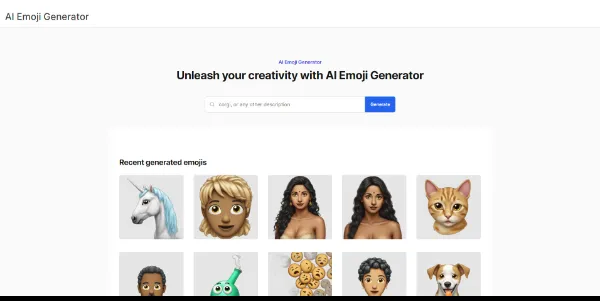 AI Emoji Generator
AI Emoji Generator
Unleash your creativity with AI Emoji Generator
corgi, or any other description
Generate
Recent generated emojis